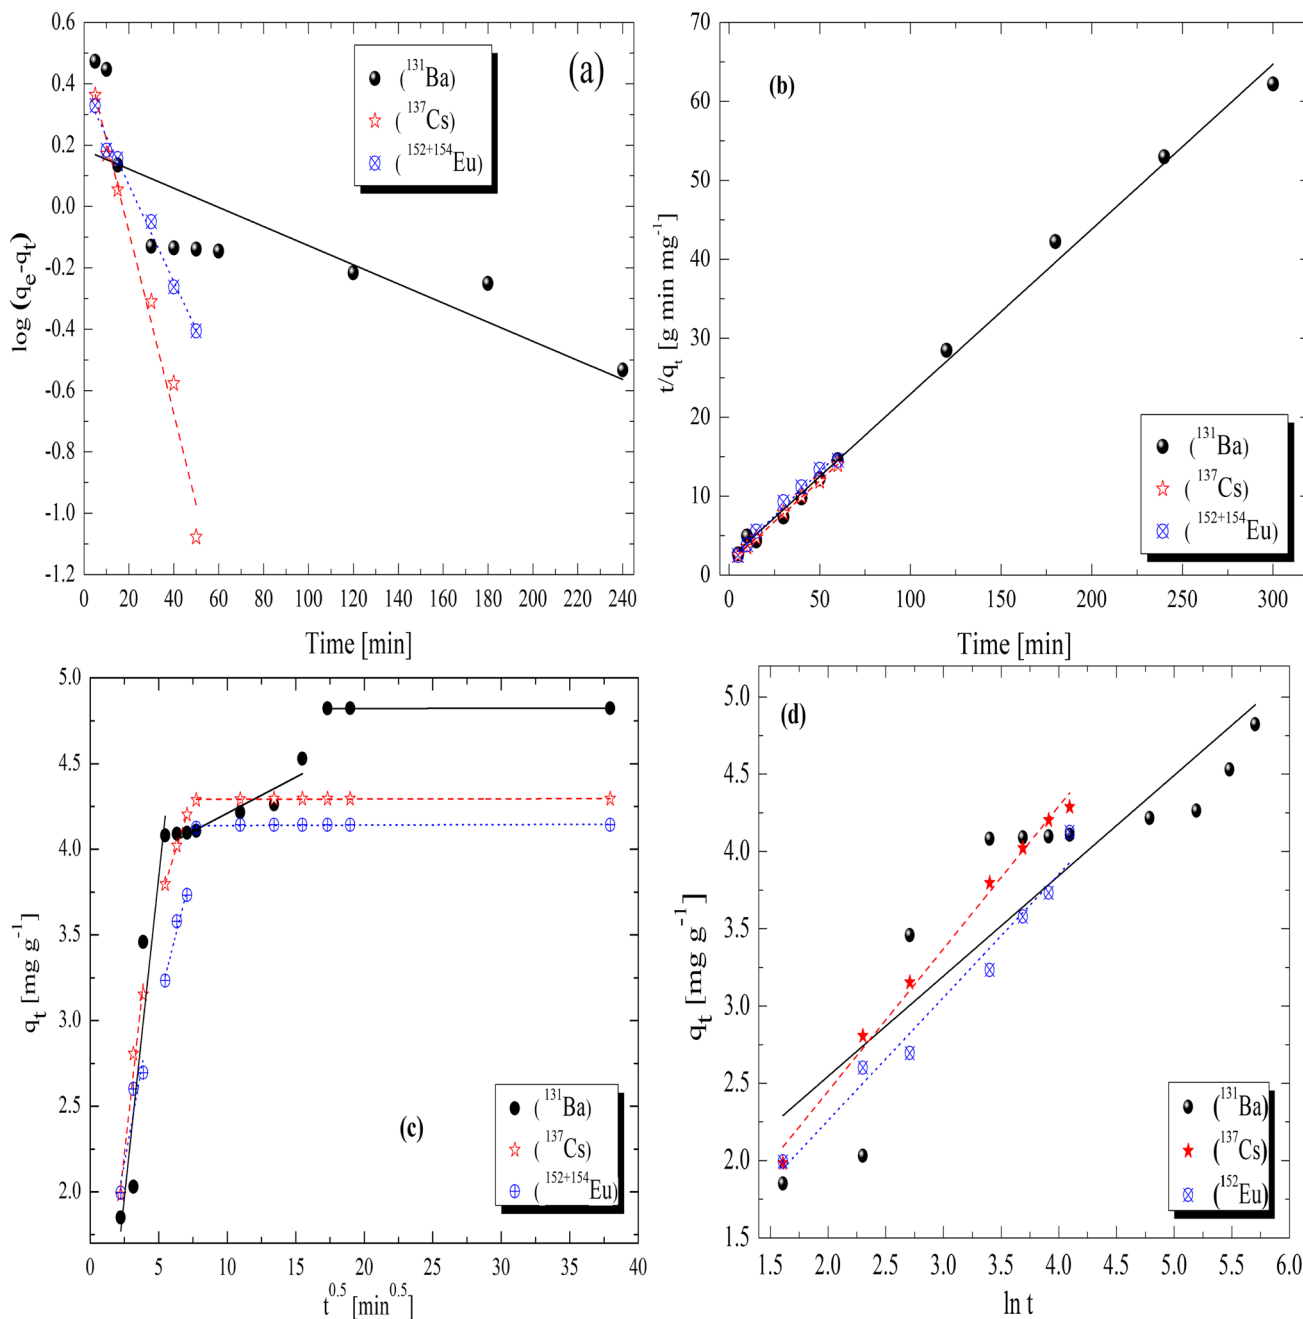 (a)
(¹³¹Ba)
(¹³⁷Cs)
(¹⁵²⁺¹⁵⁴Eu)
0.6
0.4
0.2
0.0
-0.2
-0.4
-0.6
-0.8
-1.0
-1.2
log (qₑ-qₜ)
0 20 40 60 80 100 120 140 160 180 200 220 240
Time [min]
(b)
70
60
50
40
30
20
10
0
t/qₜ [g min mg⁻¹]
(¹³¹Ba)
(¹³⁷Cs)
(¹⁵²⁺¹⁵⁴Eu)
0 50 100 150 200 250 300
Time [min]
5.0
4.5
4.0
3.5
3.0
2.5
2.0
qₜ [mg g⁻¹]
(¹³¹Ba)
(¹³⁷Cs)
(¹⁵²⁺¹⁵⁴Eu)
(c)
0 5 10 15 20 25 30 35 40
t⁰·⁵ [min⁰·⁵]
(d)
5.0
4.5
4.0
3.5
3.0
2.5
2.0
1.5
qₜ [mg g⁻¹]
(¹³¹Ba)
(¹³⁷Cs)
(¹⁵²Eu)
1.5 2.0 2.5 3.0 3.5 4.0 4.5 5.0 5.5 6.0
ln t